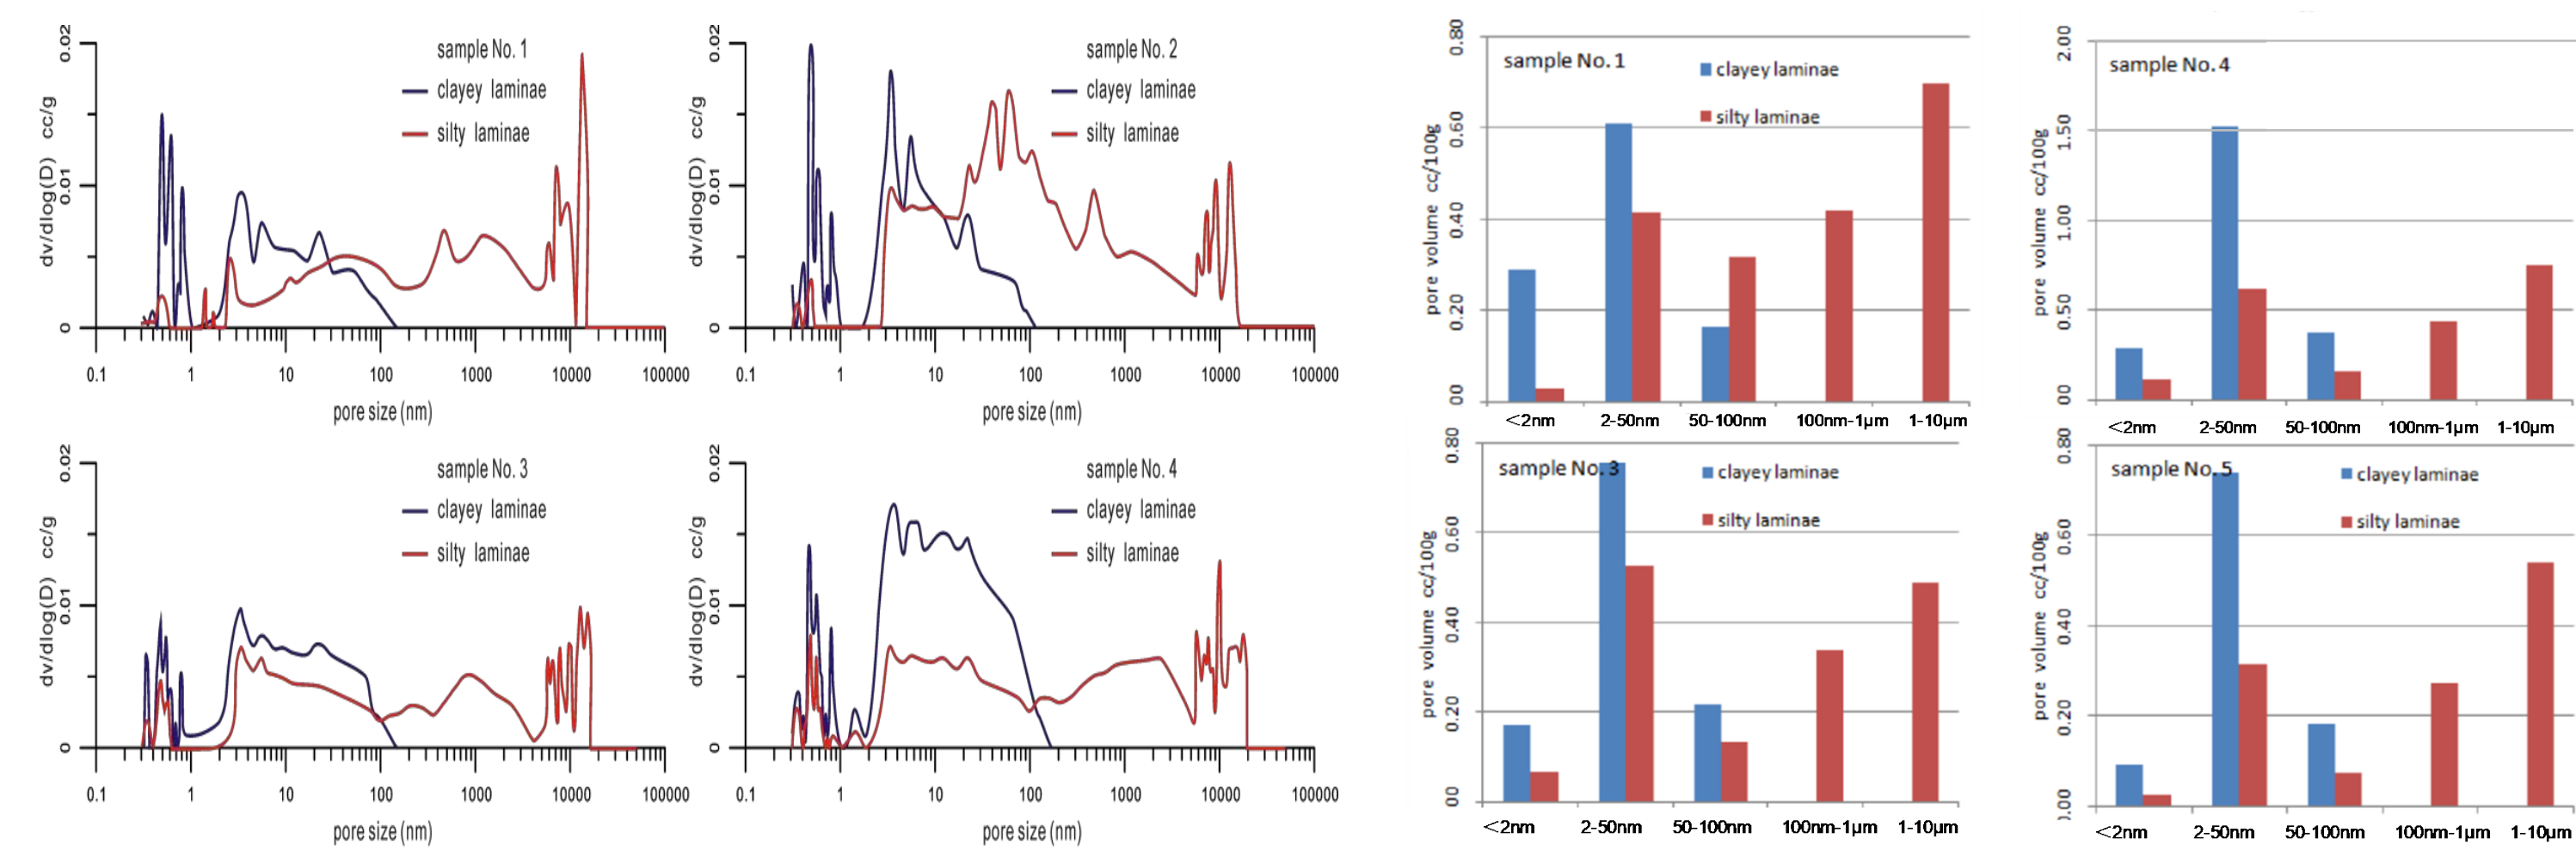 sample No. 1
clayey laminae
silty laminae
0.02
0.01
0
dv/dlog(D) cc/g
0.1 1 10 100 1000 10000 100000
pore size (nm)
sample No. 2
clayey laminae
silty laminae
0.02
0.01
0
dv/dlog(D) cc/g
0.1 1 10 100 1000 10000 100000
pore size (nm)
sample No. 1
clayey laminae
silty laminae
0.80
0.60
0.40
0.20
00
pore volume cc/100g
<2nm 2-50nm 50-100nm 100nm-1µm 1-10µm
sample No. 4
2.00
1.50
1.00
0.50
00
pore volume cc/100g
<2nm 2-50nm 50-100nm 100nm-1µm 1-10µm
sample No. 3
clayey laminae
silty laminae
0.02
0.01
0
dv/dlog(D) cc/g
0.1 1 10 100 1000 10000 100000
pore size (nm)
sample No. 4
clayey laminae
silty laminae
0.02
0.01
0
dv/dlog(D) cc/g
0.1 1 10 100 1000 10000 100000
pore size (nm)
sample No. 3
clayey laminae
silty laminae
0.80
0.60
0.40
0.20
00
pore volume cc/100g
<2nm 2-50nm 50-100nm 100nm-1µm 1-10µm
sample No. 5
clayey laminae
silty laminae
0.80
0.60
0.40
0.20
.00
pore volume cc/100g
<2nm 2-50nm 50-100nm 100nm-1µm 1-10µm